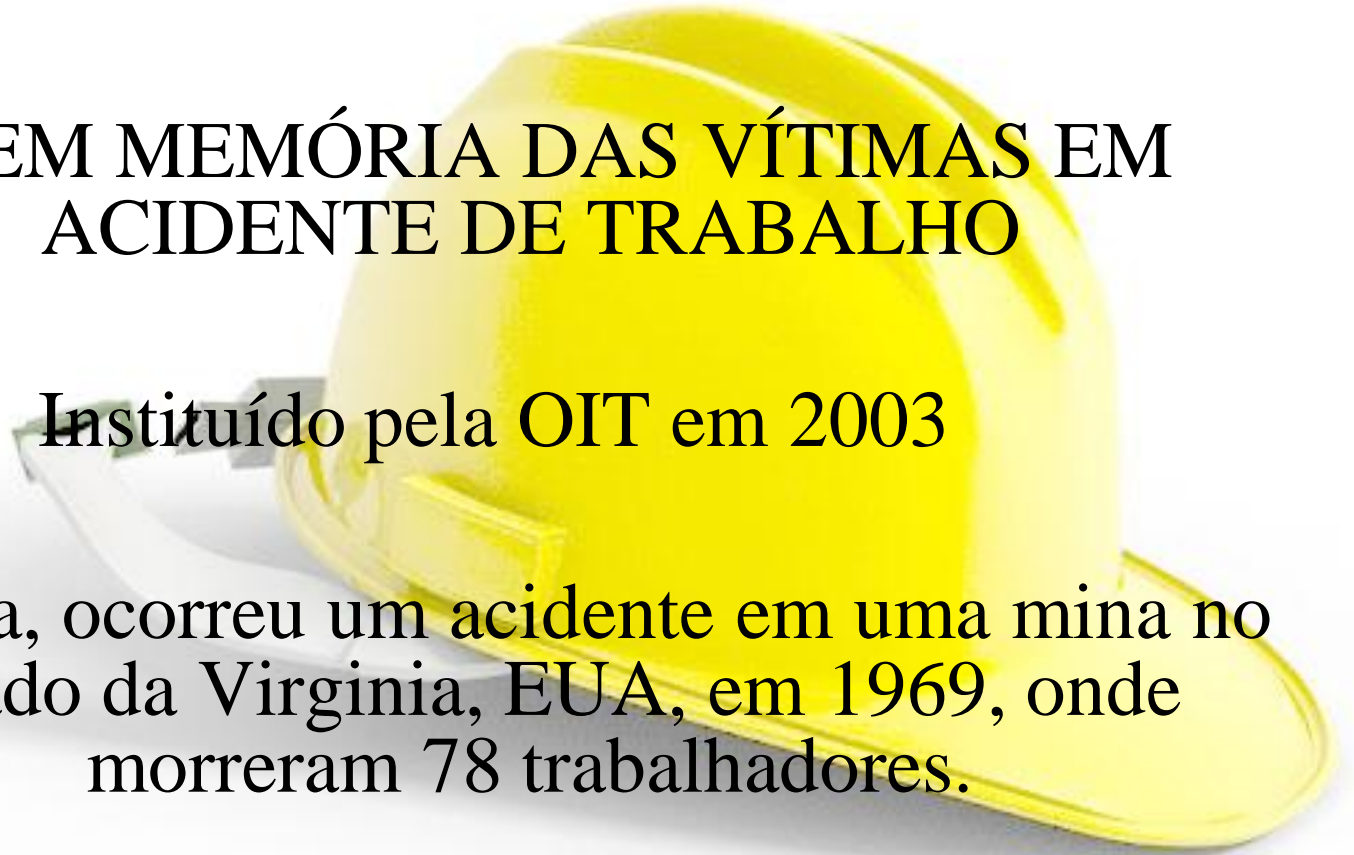 EM MEMÓRIA DAS VÍTIMAS EM
ACIDENTE DE TRABALHO
Instituído pela OIT em 2003
a, ocorreu um acidente em uma mina no
do da Virginia, EUA, em 1969, onde
morreram 78 trabalhadores.